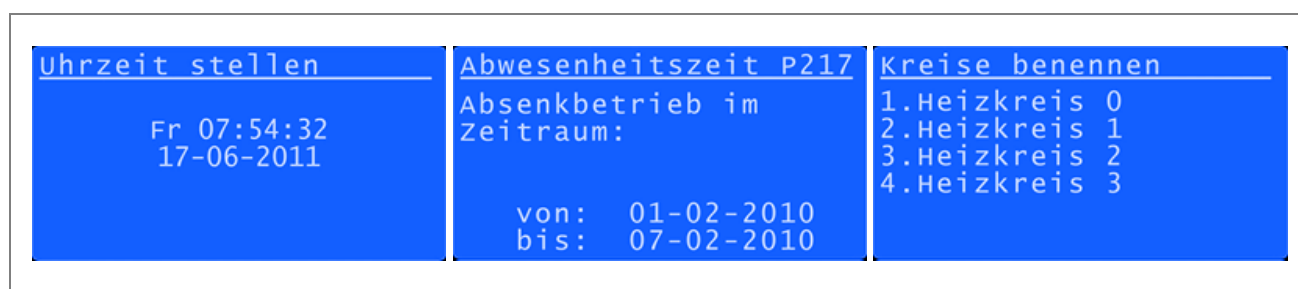 Uhrzeit stellen
Fr 07:54:32
17-06-2011
Abwesenheitszeit P217
Absenkbetrieb im
Zeitraum:
von: 01-02-2010
bis: 07-02-2010
Kreise benennen
1.Heizkreis 0
2.Heizkreis 1
3.Heizkreis 2
4.Heizkreis 3